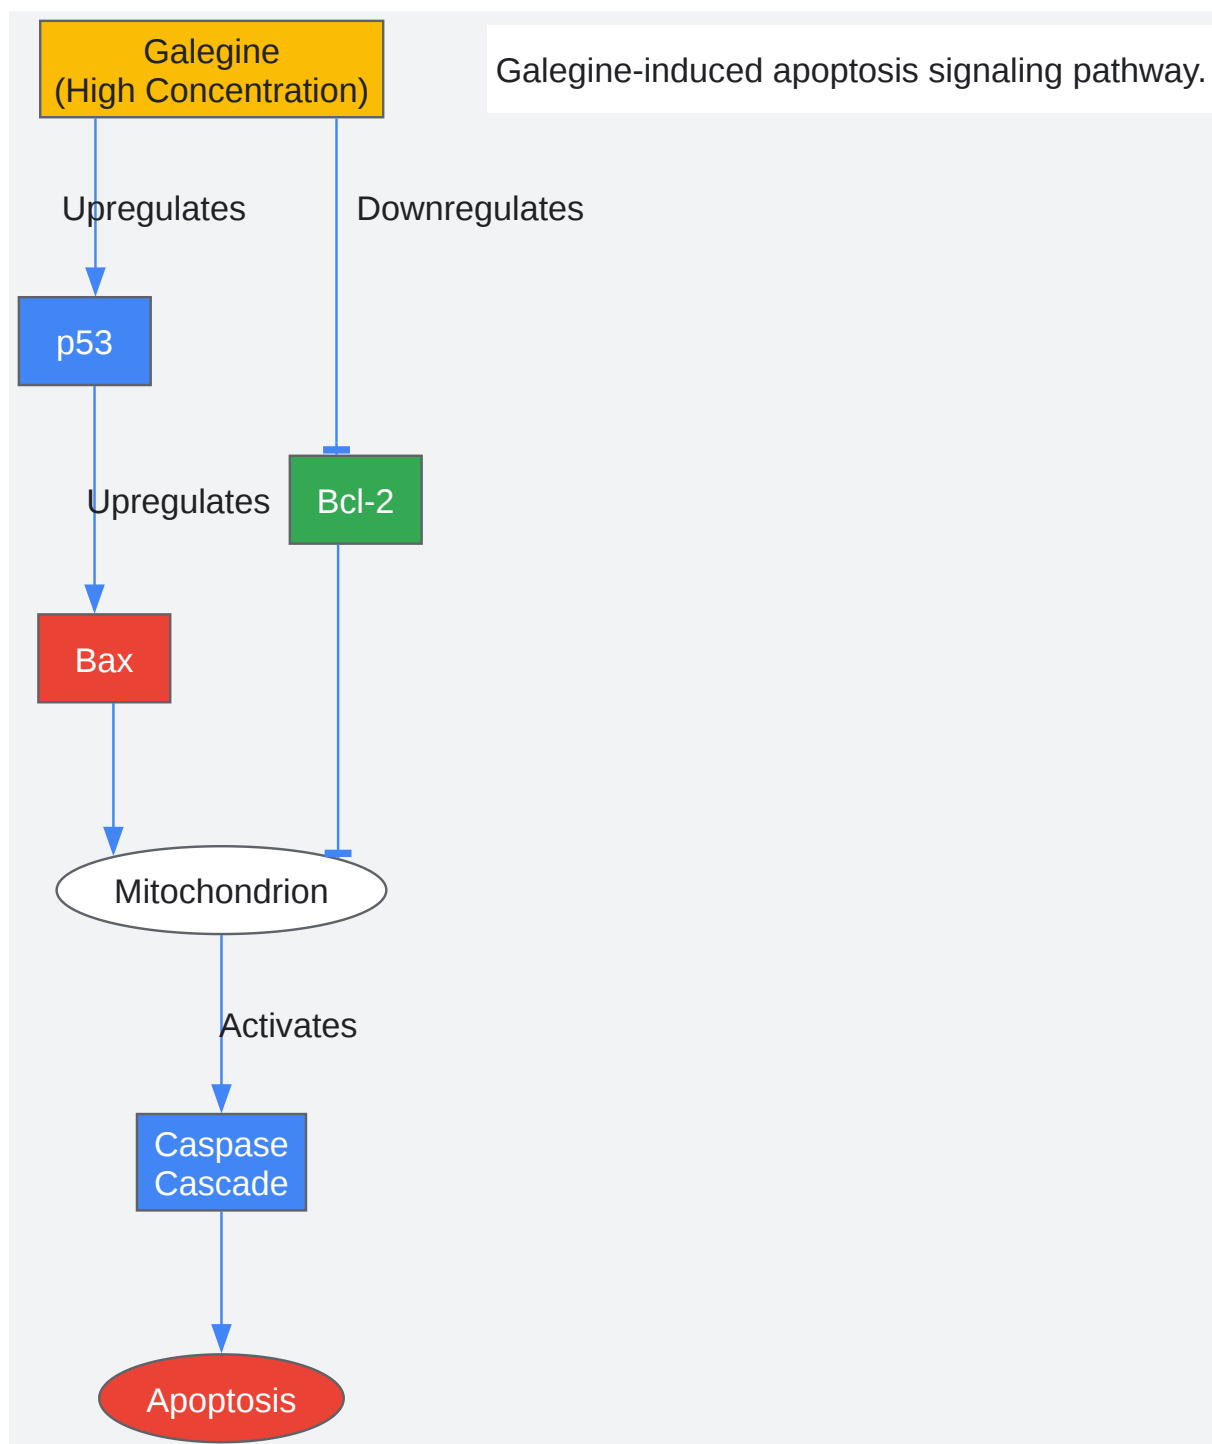 Galegine
(High Concentration)
Galegine-induced apoptosis signaling pathway.
Upregulates
Downregulates
p53
Upregulates
Bcl-2
Bax
Mitochondrion
Activates
Caspase
Cascade
Apoptosis